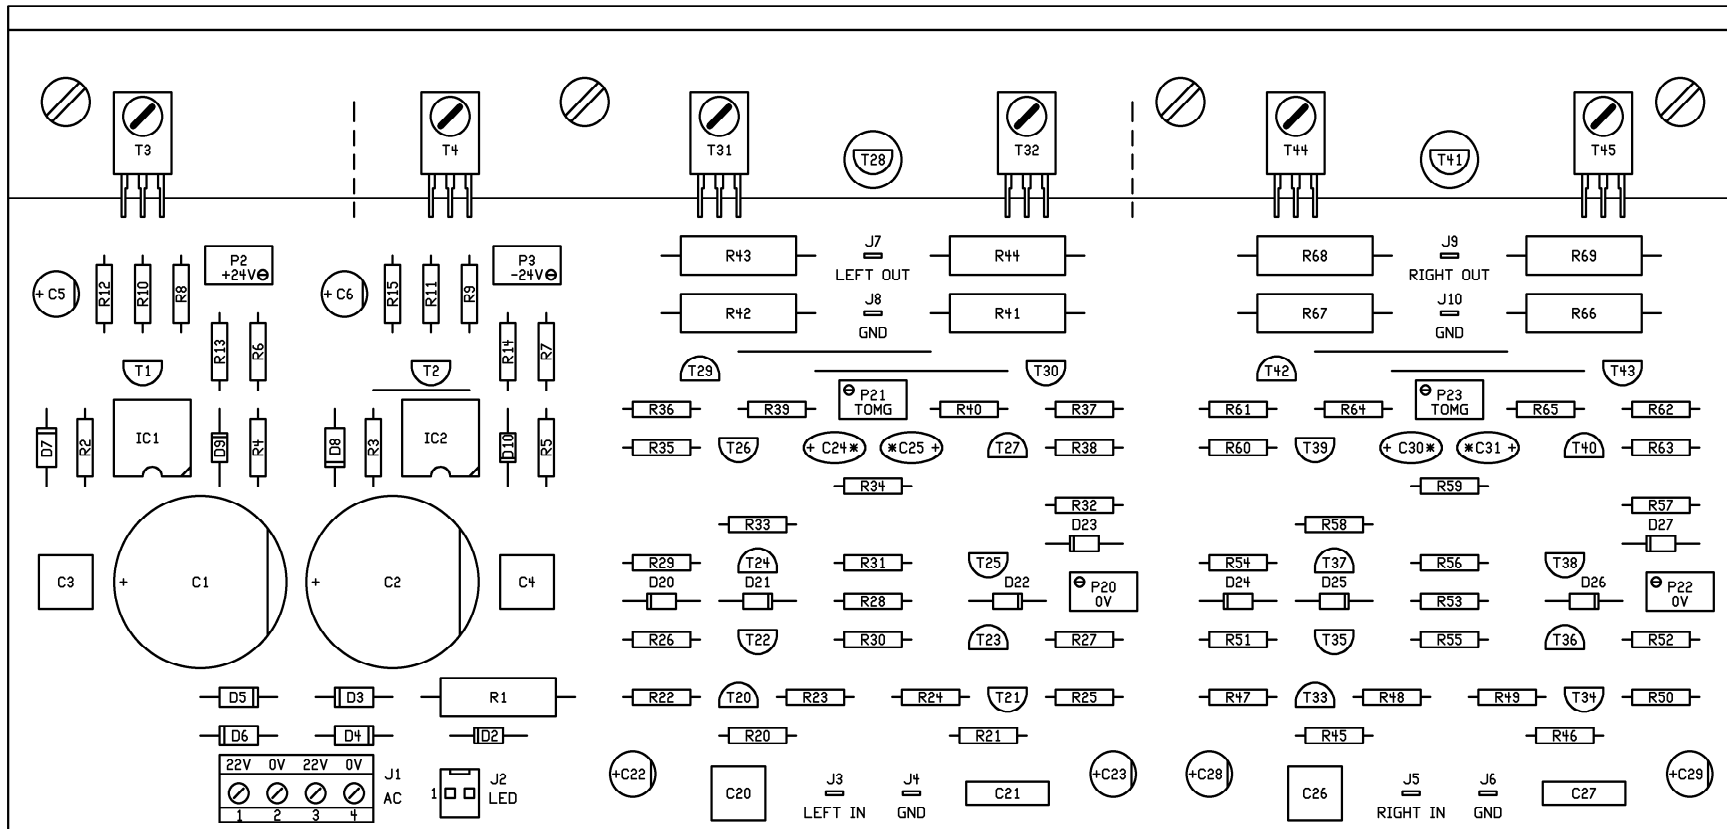 T3 T4 T31 T28 T32 T44 T41 T45
R43 J7 R44 R68 J9 R69
LEFT OUT RIGHT OUT
P2 P3
+24V -24V
+ C5 R12 R10 R8 + C6 R15 R11 R9
R42 J8 R41 R67 J10 R66
GND GND
R13 R6 R14 R7
T1 T2 T29 T30 T42 T43
P21 P23
R36 R39 TOMG R40 R37 R61 R64 TOMG R65 R62
D7 R2 IC1 D9 R4 D8 R3 IC2 D10 R5
R35 T26 + C24* *C25 + T27 R38 R60 T39 + C30* *C31 + T40 R63
R34 R59
R32 R57
R33 D23 R58 D27
R29 T24 R31 T25 R54 T37 R56 T38
C3 + C1 + C2 C4 D20 D21 D22 P20 D24 D25 D26 P22
R28 0V R53 0V
R26 T22 R30 T23 R27 R51 T35 R55 T36 R52
D5 D3 R1 R22 T20 R23 R24 T21 R25 R47 T33 R48 R49 T34 R50
D6 D4 D2 R20 R21 R45 R46
22V 0V 22V 0V
J1 J2 +C22 J3 J4 +C23 +C28 J5 J6 +C29
AC 1 LED C20 C21 C26 C27
1 2 3 4 LEFT IN GND RIGHT IN GND